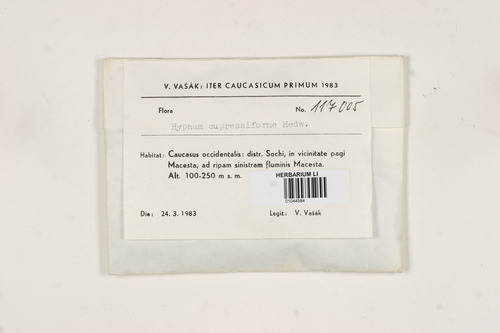 V. VAŠÁK: ITER CAUCASICUM PRIMUM 1983
Flora No. 117005
Hypnum cupressiforme Hedw.
Habitat: Caucasus occidentalis: distr. Sochi, in vicinitate pagi
Macesta, ad ripam sinistram fluminis Macesta.
Alt. 100-250 m s. m.
HERBARIUM LI
01044584
Die: 24. 3. 1983 Legit: V. Vašák